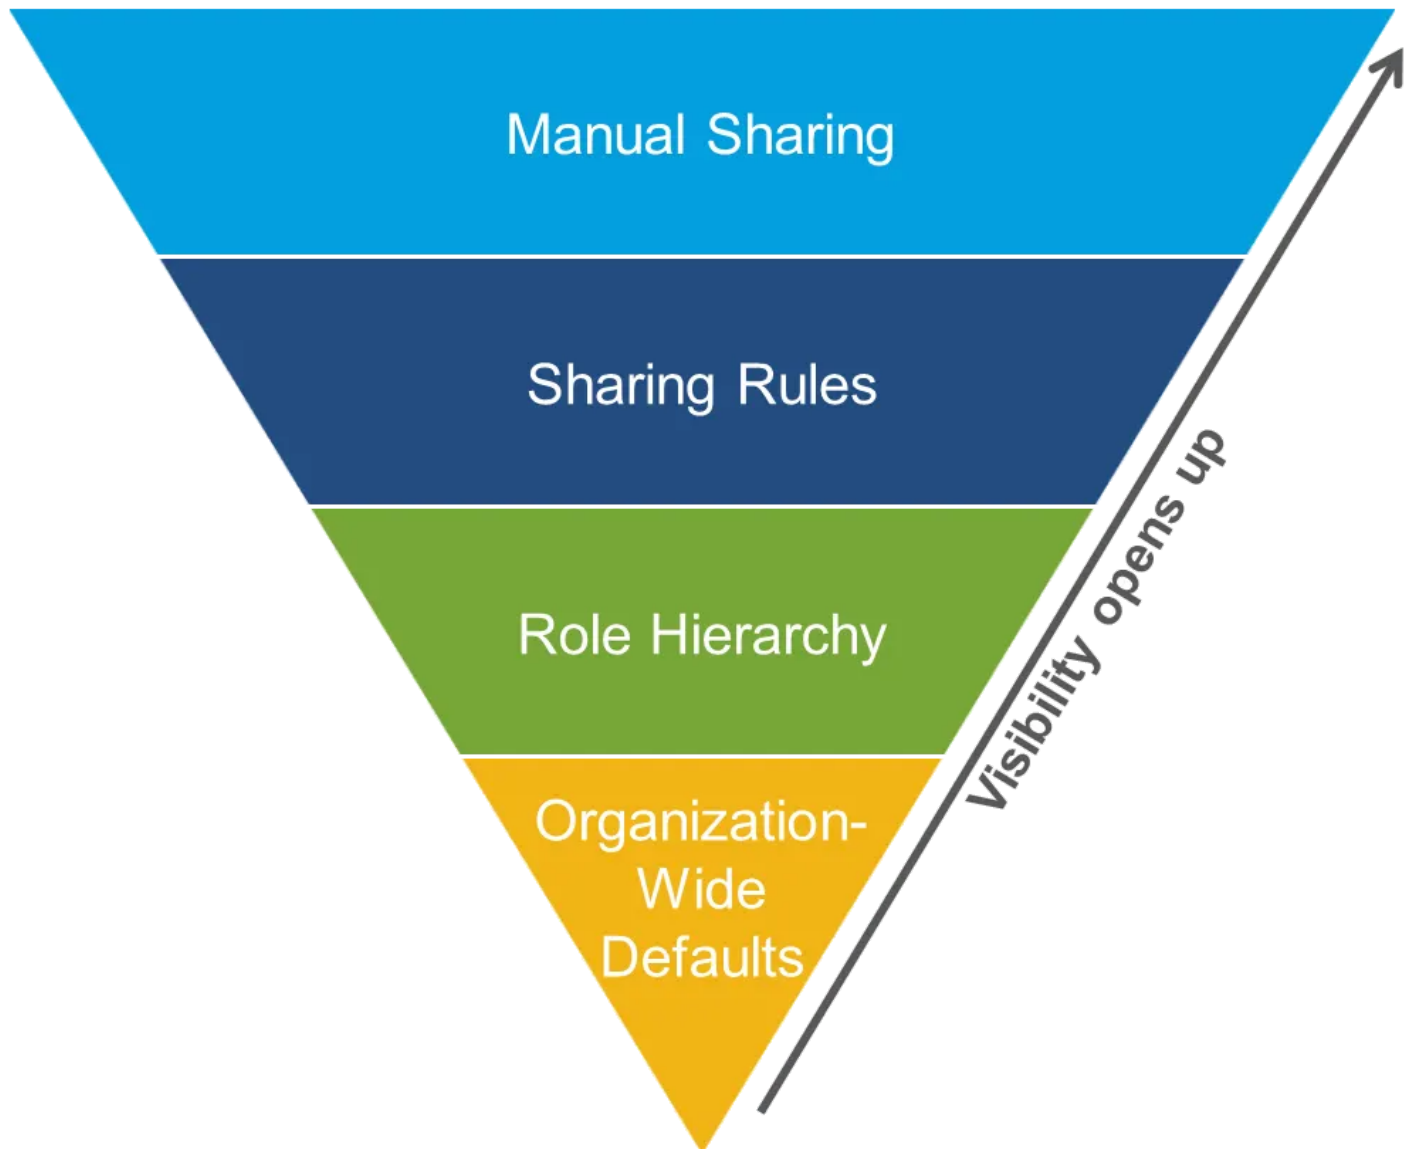 Manual Sharing
Sharing Rules
Role Hierarchy
Organization-
Wide
Defaults
Visibility opens up